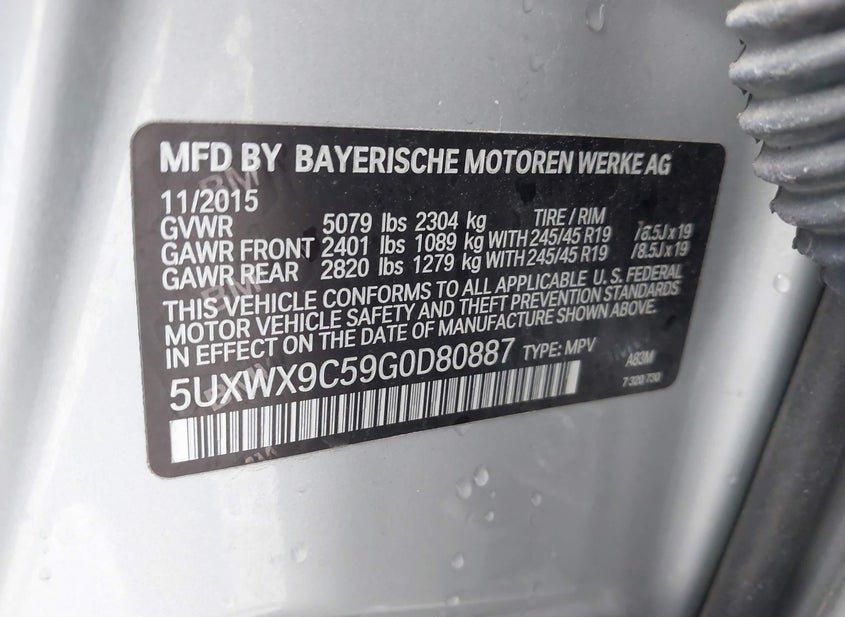 MFD BY BAYERISCHE MOTOREN WERKE AG
11/2015 TIRE / RIM
GVWR 5079 lbs 2304 kg
GAWR FRONT 2401 lbs 1089 kg WITH 245/45 R19 /8.5J x 19
GAWR REAR 2820 lbs 1279 kg WITH 245/45 R19 /8.5J x 19
THIS VEHICLE CONFORMS TO ALL APPLICABLE U.S. FEDERAL
MOTOR VEHICLE SAFETY AND THEFT PREVENTION STANDARDS
IN EFFECT ON THE DATE OF MANUFACTURE SHOWN ABOVE.
5UXWX9C59G0D80887 TYPE: MPV A83M
7 320 730